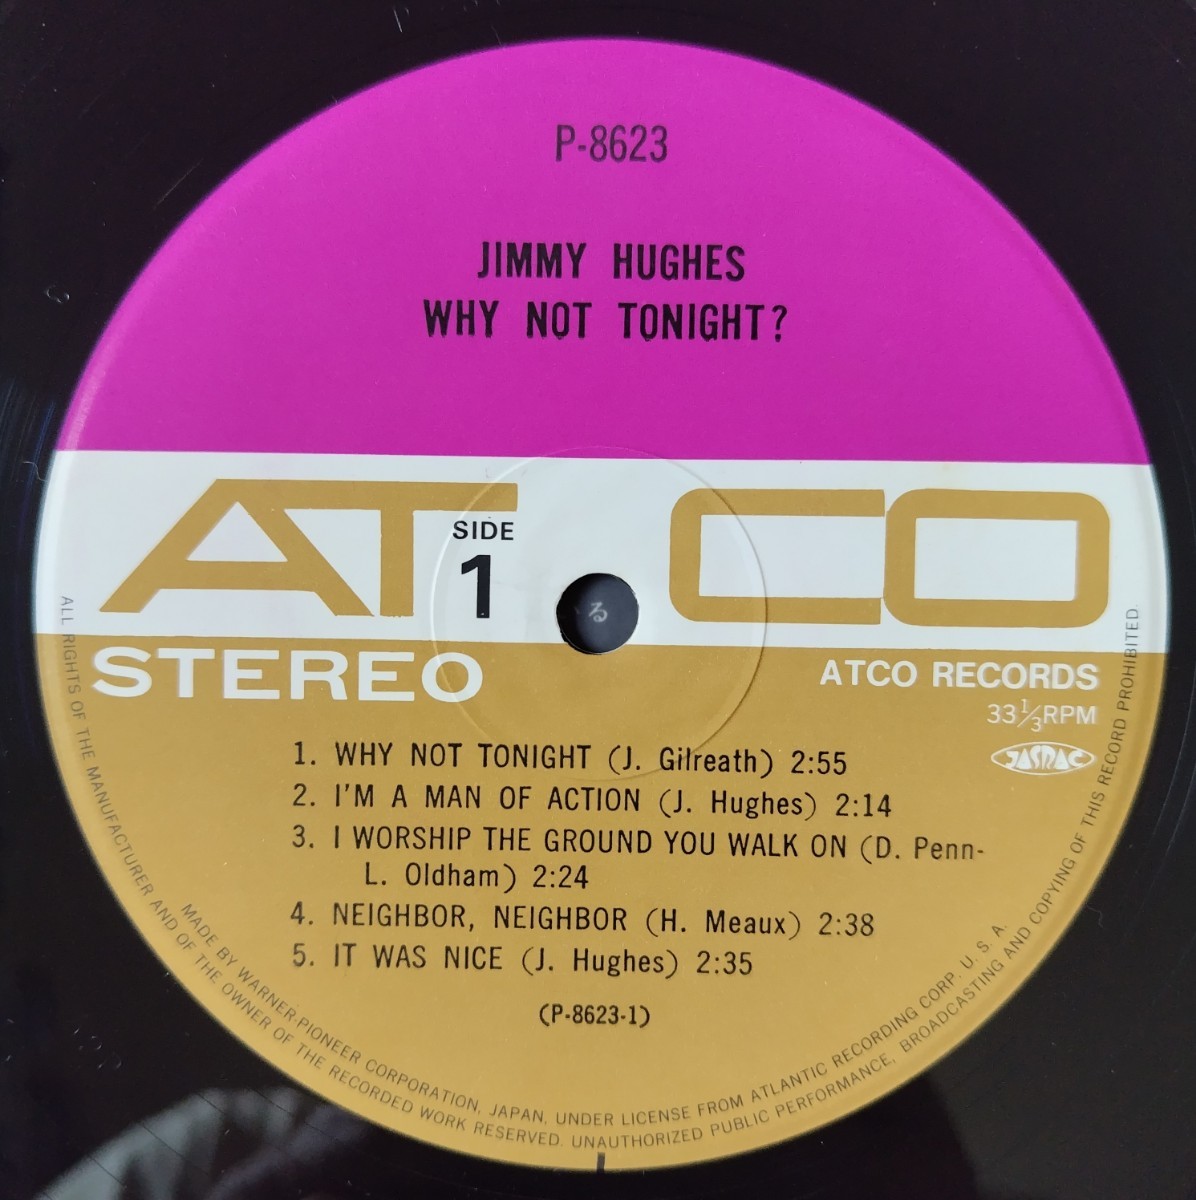 P-8623
JIMMY HUGHES
WHY NOT TONIGHT?
ATCO
SIDE
1
る
STEREO
ATCO RECORDS
33⅓RPM
JASRAC
1. WHY NOT TONIGHT (J. Gilreath) 2:55
2. I'M A MAN OF ACTION (J. Hughes) 2:14
3. I WORSHIP THE GROUND YOU WALK ON (D. Penn-
L. Oldham) 2:24
4. NEIGHBOR, NEIGHBOR (H. Meaux) 2:38
5. IT WAS NICE (J. Hughes) 2:35
(P-8623-1)
MADE BY WARNER-PIONEER CORPORATION, JAPAN, UNDER LICENSE FROM ATLANTIC RECORDING CORP. U. S. A.
ALL RIGHTS OF THE MANUFACTURER AND OF THE OWNER OF THE RECORDED WORK RESERVED. UNAUTHORIZED PUBLIC PERFORMANCE, BROADCASTING AND COPYING OF THIS RECORD PROHIBITED.